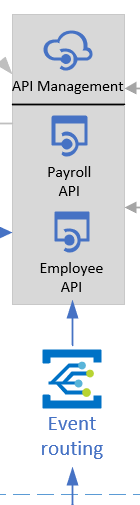 API Management
Payroll
API
Employee
API
Event
routing